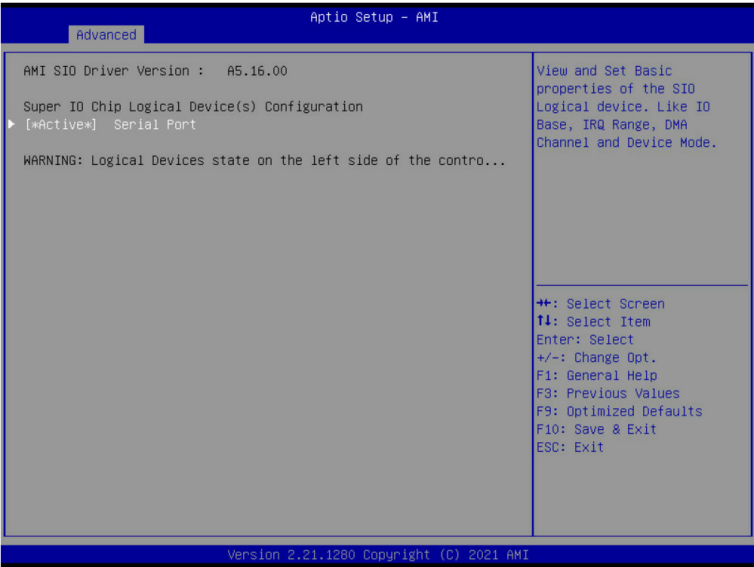 Aptio Setup - AMI
Advanced
AMI SIO Driver Version :   A5.16.00
Super IO Chip Logical Device(s) Configuration
[*Active*]  Serial Port
WARNING: Logical Devices state on the left side of the contro...
View and Set Basic
properties of the SIO
Logical device. Like IO
Base, IRQ Range, DMA
Channel and Device Mode.
→←: Select Screen
↑↓: Select Item
Enter: Select
+/-: Change Opt.
F1: General Help
F3: Previous Values
F9: Optimized Defaults
F10: Save & Exit
ESC: Exit
Version 2.21.1280 Copyright (C) 2021 AMI